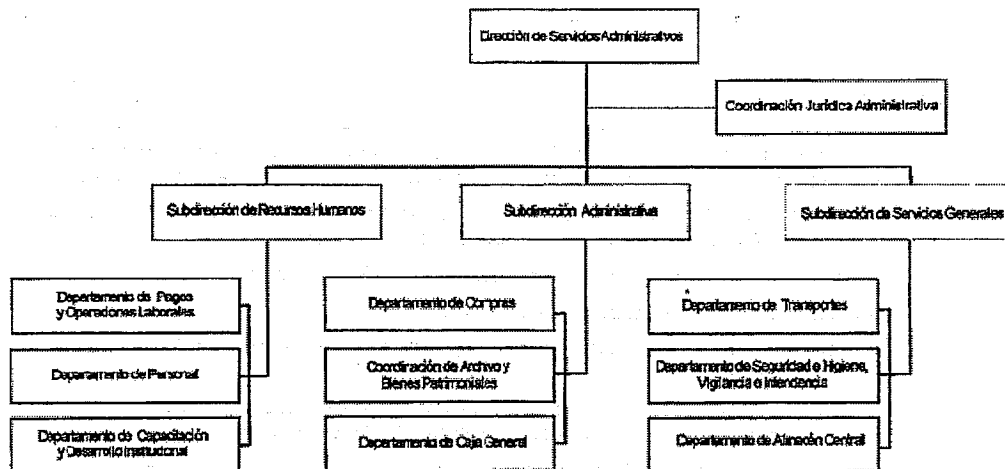 Dirección de Servicios Administrativos
Coordinación Jurídica Administrativa
Subdirección de Recursos Humanos
Subdirección Administrativa
Subdirección de Servicios Generales
Departamento de Pagos
y Operaciones Laborales
Departamento de Compras
Departamento de Transportes
Departamento de Personal
Coordinación de Archivo y
Bienes Patrimoniales
Departamento de Seguridad e Higiene,
Vigilancia e Intendencia
Departamento de Capacitación
y Desarrollo Institucional
Departamento de Caja General
Departamento de Almacén Central